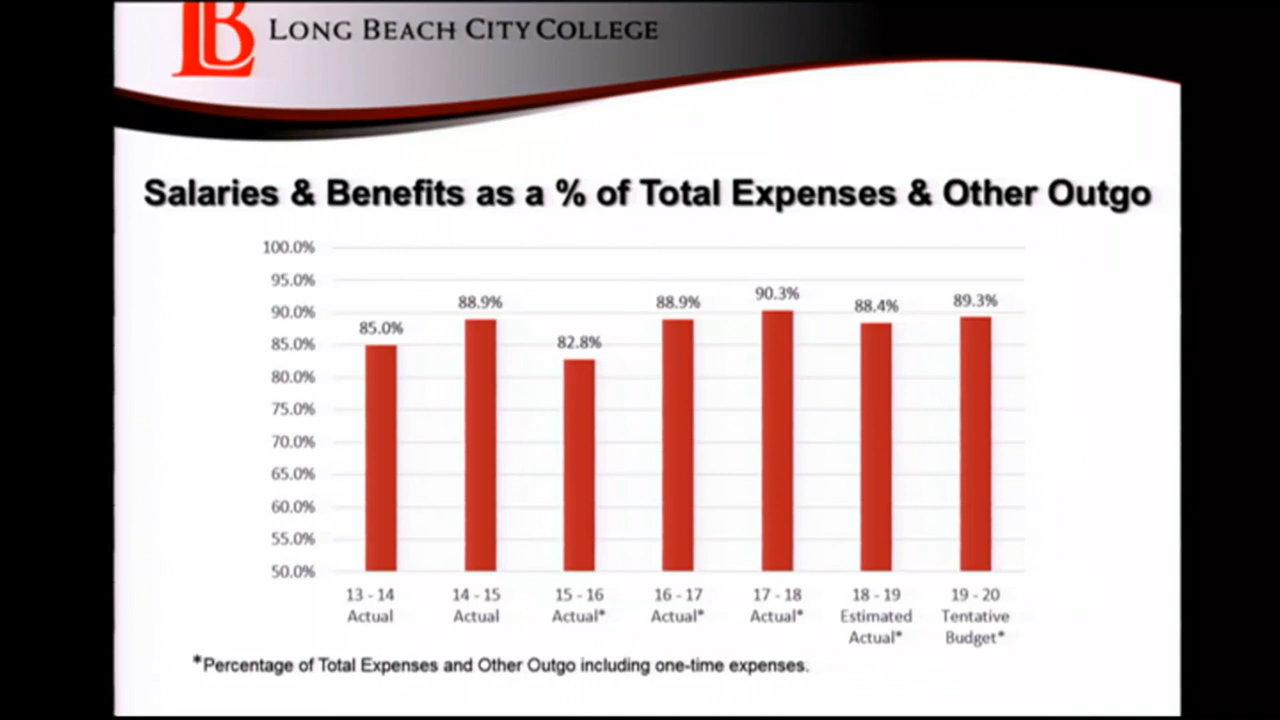 LB LONG BEACH CITY COLLEGE
Salaries & Benefits as a % of Total Expenses & Other Outgo
100.0%
95.0%
90.0%
85.0%
80.0%
75.0%
70.0%
65.0%
60.0%
55.0%
50.0%
85.0%
88.9%
82.8%
88.9%
90.3%
88.4%
89.3%
13 - 14
Actual
14 - 15
Actual
15 - 16
Actual*
16 - 17
Actual*
17 - 18
Actual*
18 - 19
Estimated
Actual*
19 - 20
Tentative
Budget*
*Percentage of Total Expenses and Other Outgo including one-time expenses.